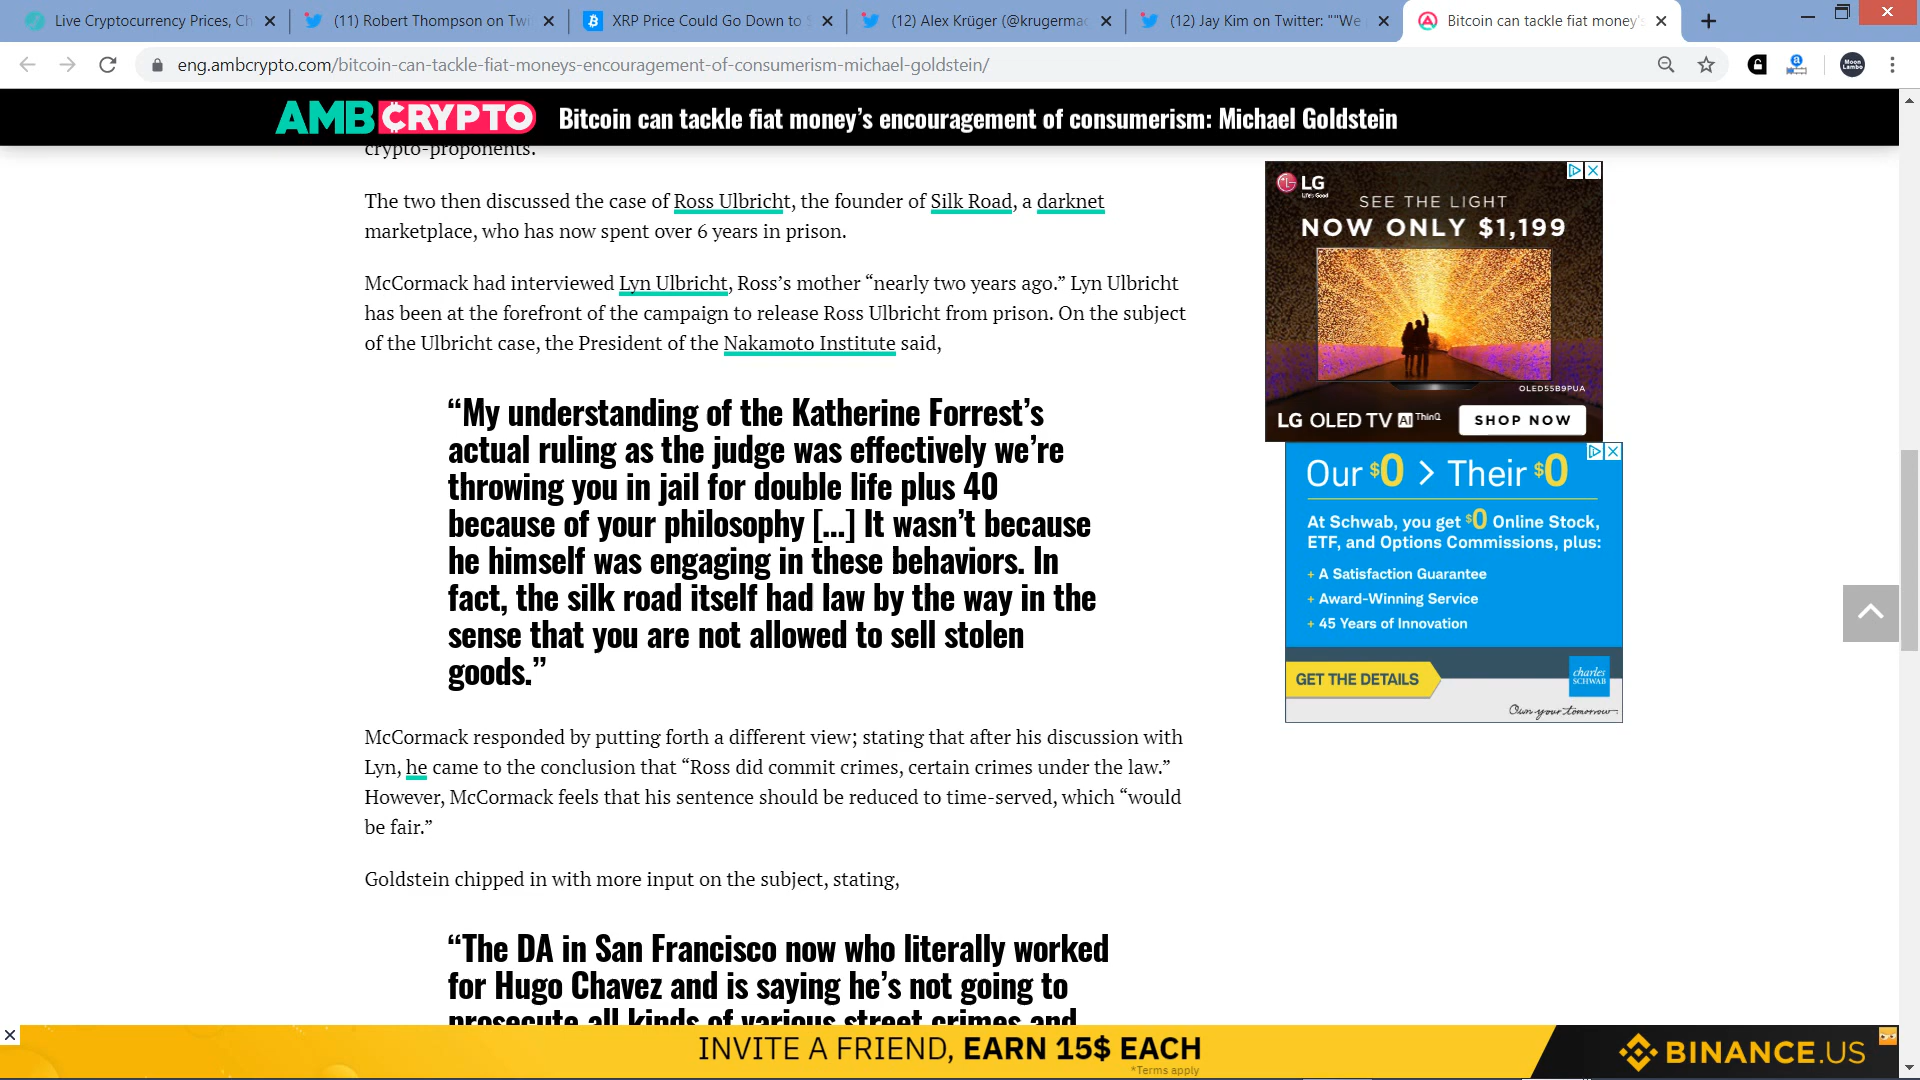 Live Cryptocurrency Prices, Ch
(11) Robert Thompson on Twi
XRP Price Could Go Down to
(12) Alex Krüger (@krugermac
(12) Jay Kim on Twitter: ""We
Bitcoin can tackle fiat money's
eng.ambcrypto.com/bitcoin-can-tackle-fiat-moneys-encouragement-of-consumerism-michael-goldstein/
Moon Lambo
AMBCRYPTO
Bitcoin can tackle fiat money’s encouragement of consumerism: Michael Goldstein
crypto-proponents.
The two then discussed the case of Ross Ulbricht, the founder of Silk Road, a darknet
marketplace, who has now spent over 6 years in prison.
McCormack had interviewed Lyn Ulbricht, Ross’s mother “nearly two years ago.” Lyn Ulbricht
has been at the forefront of the campaign to release Ross Ulbricht from prison. On the subject
of the Ulbricht case, the President of the Nakamoto Institute said,
“My understanding of the Katherine Forrest’s
actual ruling as the judge was effectively we’re
throwing you in jail for double life plus 40
because of your philosophy [...] It wasn’t because
he himself was engaging in these behaviors. In
fact, the silk road itself had law by the way in the
sense that you are not allowed to sell stolen
goods.”
McCormack responded by putting forth a different view; stating that after his discussion with
Lyn, he came to the conclusion that “Ross did commit crimes, certain crimes under the law.”
However, McCormack feels that his sentence should be reduced to time-served, which “would
be fair.”
Goldstein chipped in with more input on the subject, stating,
“The DA in San Francisco now who literally worked
for Hugo Chavez and is saying he’s not going to
prosecute all kinds of various street crimes and
LG
Life's Good
SEE THE LIGHT
NOW ONLY $1,199
OLED55B9PUA
LG OLED TV AI ThinQ
SHOP NOW
Our $0 > Their $0
At Schwab, you get $0 Online Stock,
ETF, and Options Commissions, plus:
+ A Satisfaction Guarantee
+ Award-Winning Service
+ 45 Years of Innovation
GET THE DETAILS
charles
SCHWAB
Own your tomorrow.
INVITE A FRIEND, EARN 15$ EACH
*Terms apply
BINANCE.US